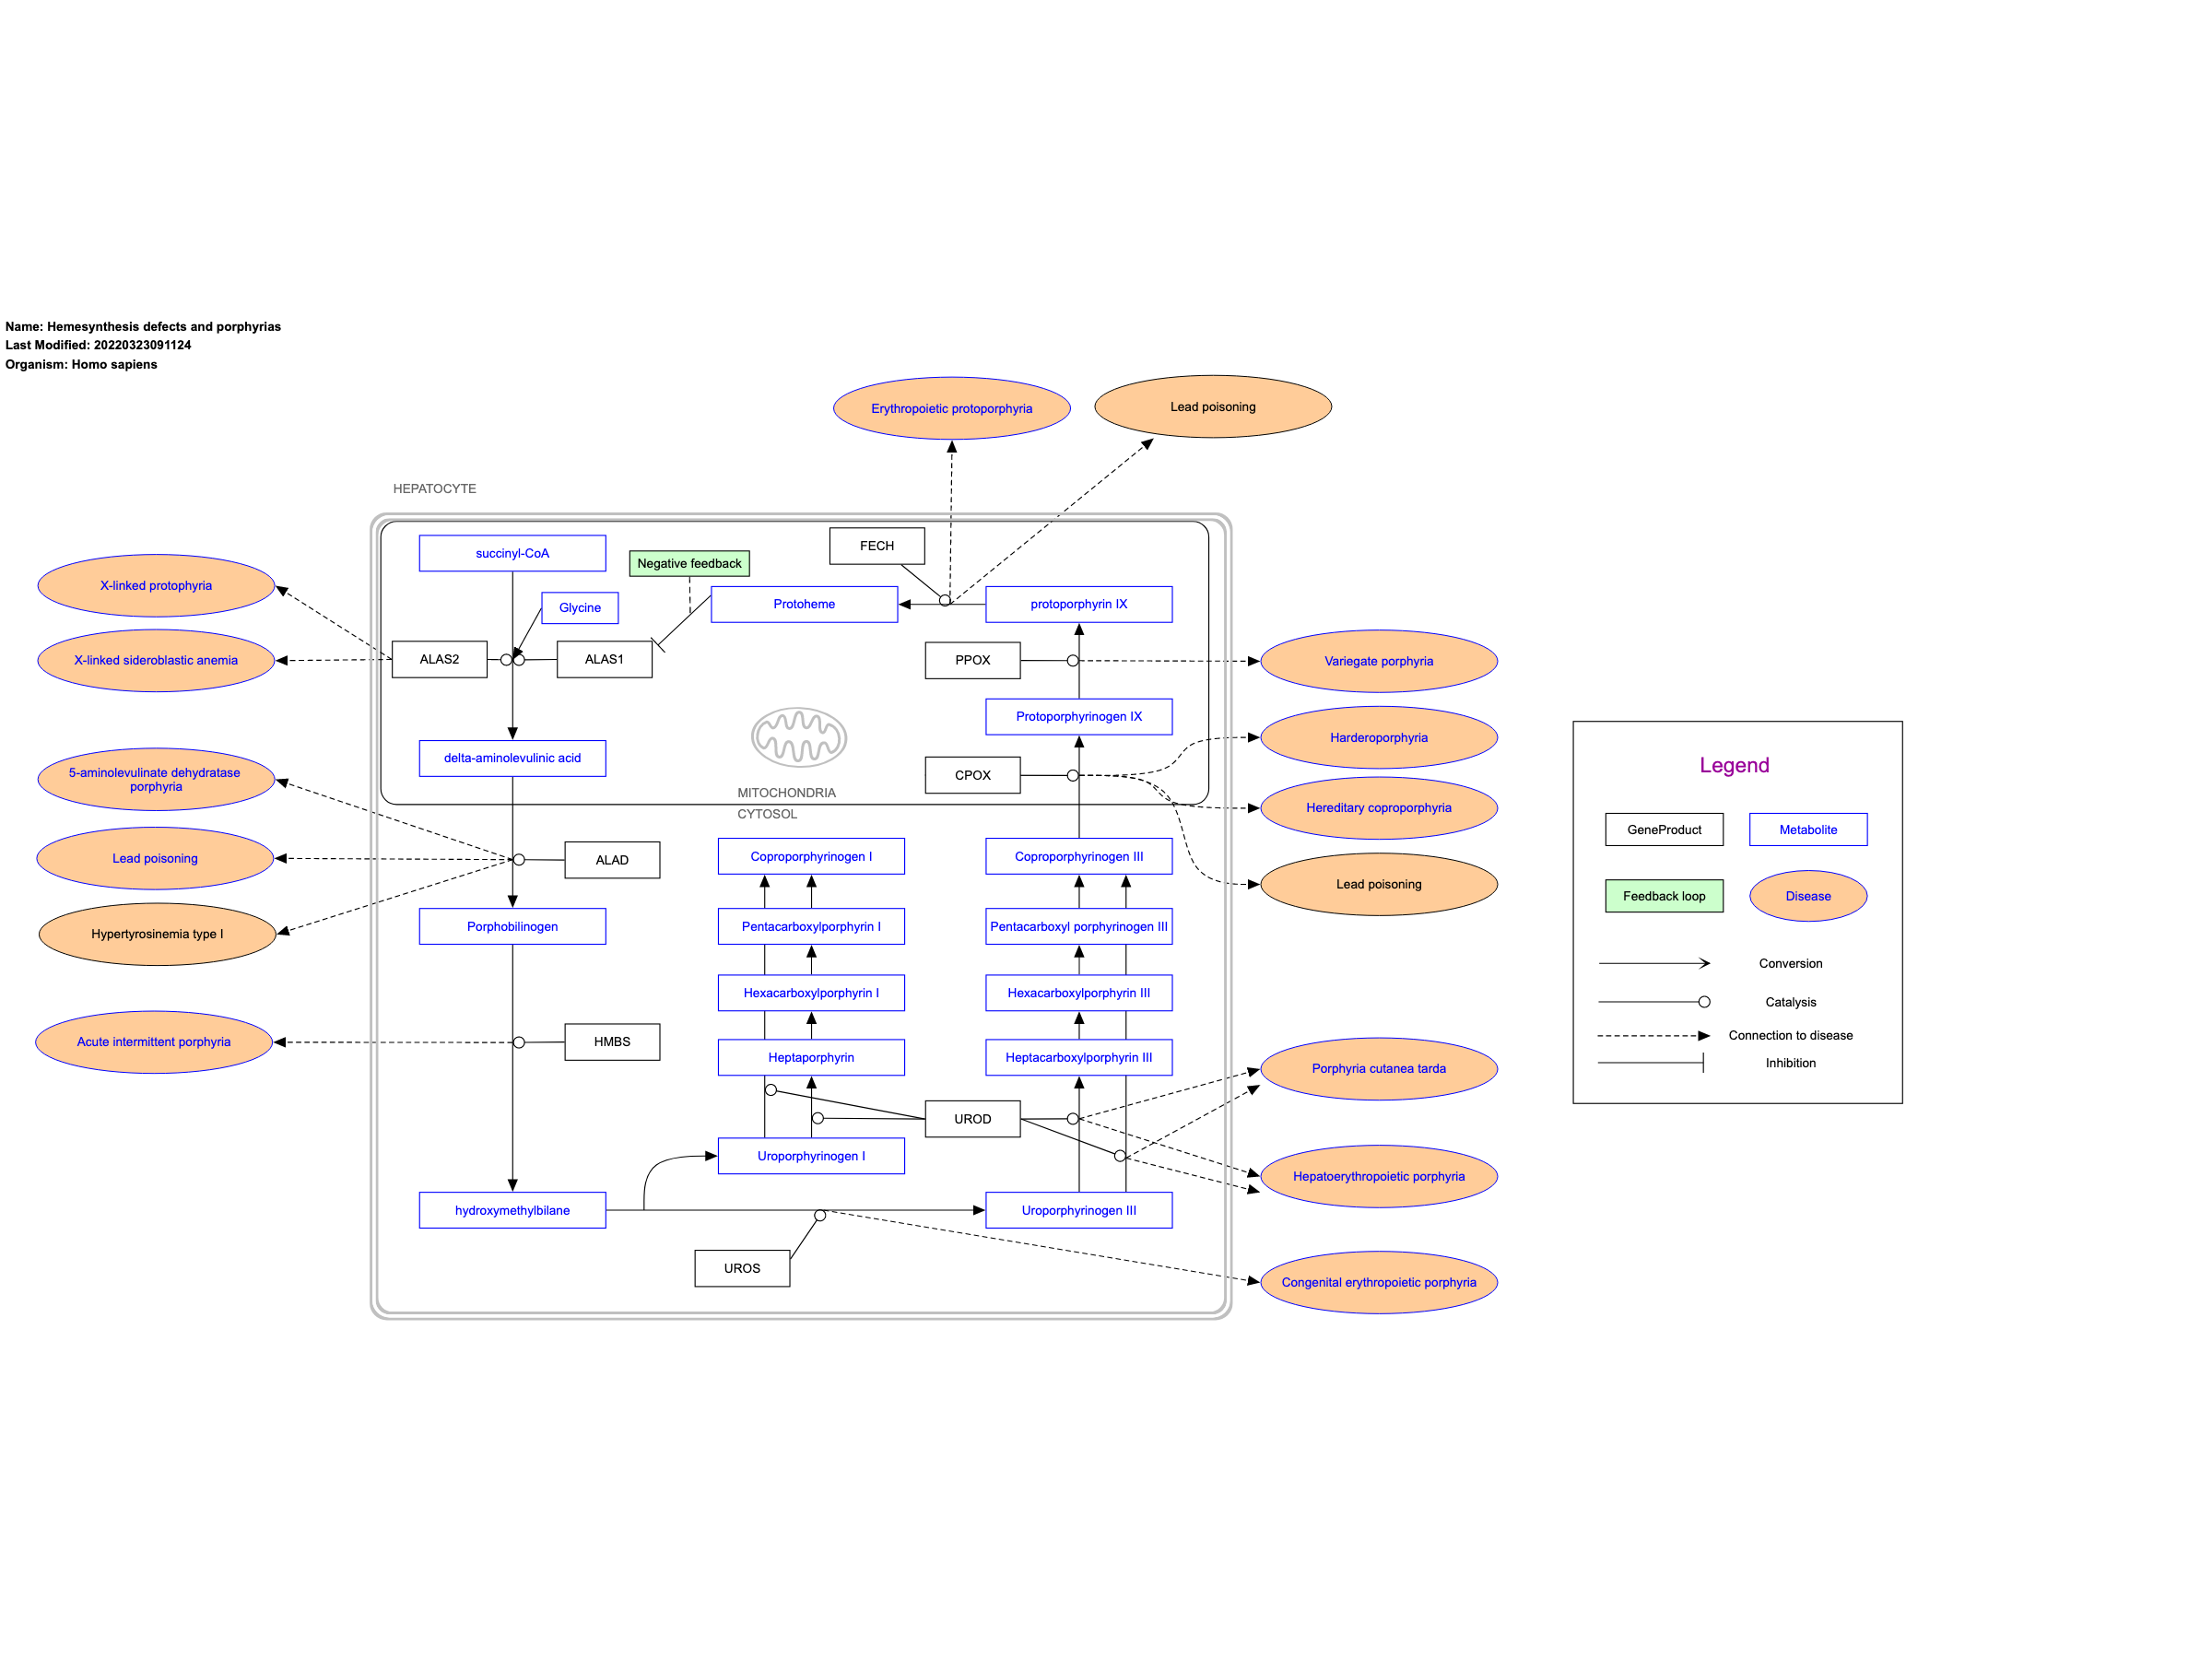 Name: Hemesynthesis defects and porphyrias
Last Modified: 20220323091124
Organism: Homo sapiens
Erythropoietic protoporphyria
Lead poisoning
HEPATOCYTE
FECH
succinyl-CoA
Negative feedback
X-linked protophyria
Glycine
Protoheme
protoporphyrin IX
X-linked sideroblastic anemia
ALAS2
ALAS1
PPOX
Variegate porphyria
Protoporphyrinogen IX
Harderoporphyria
delta-aminolevulinic acid
5-aminolevulinate dehydratase
porphyria
CPOX
MITOCHONDRIA
CYTOSOL
Hereditary coproporphyria
Lead poisoning
ALAD
Coproporphyrinogen I
Coproporphyrinogen III
Lead poisoning
Hypertyrosinemia type I
Porphobilinogen
Pentacarboxylporphyrin I
Pentacarboxyl porphyrinogen III
Hexacarboxylporphyrin I
Hexacarboxylporphyrin III
Acute intermittent porphyria
HMBS
Heptaporphyrin
Heptacarboxylporphyrin III
Porphyria cutanea tarda
UROD
Uroporphyrinogen I
Hepatoerythropoietic porphyria
hydroxymethylbilane
Uroporphyrinogen III
UROS
Congenital erythropoietic porphyria
Legend
GeneProduct
Metabolite
Feedback loop
Disease
Conversion
Catalysis
Connection to disease
Inhibition